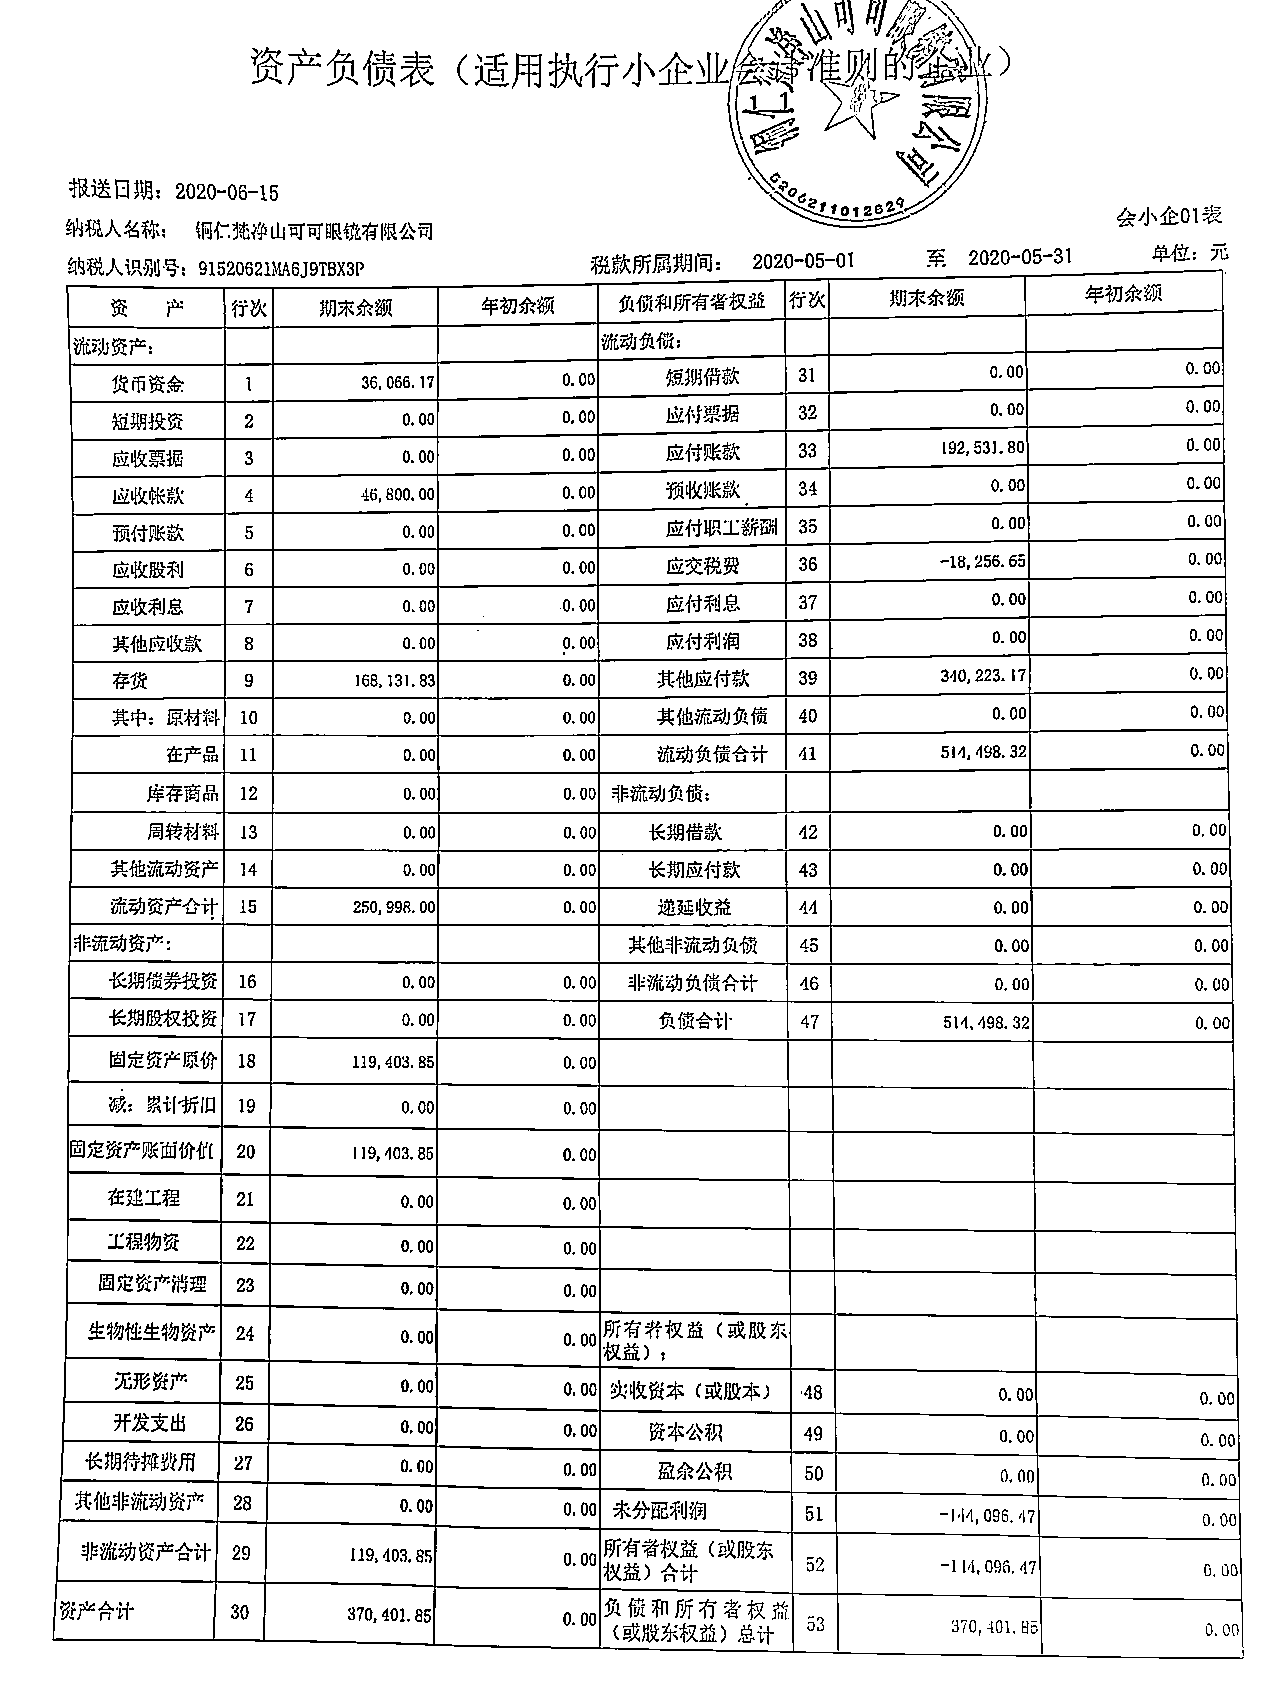 资产负债表（适用执行小企业会计准则的企业）
5206211012629
报送日期：2020-06-15
会小企01表
纳税人名称： 铜仁梵净山可可眼镜有限公司
纳税人识别号：91520621MA6J9TBX3P 税款所属期间： 2020-05-01 至 2020-05-31 单位：元
资 产 行次 期末余额 年初余额 负债和所有者权益 行次 期末余额 年初余额
流动资产： 流动负债：
货币资金 1 36,066.17 0.00 短期借款 31 0.00 0.00
短期投资 2 0.00 0.00 应付票据 32 0.00 0.00
应收票据 3 0.00 0.00 应付账款 33 192,531.80 0.00
应收帐款 4 46,800.00 0.00 预收账款 34 0.00 0.00
预付账款 5 0.00 0.00 应付职工薪酬 35 0.00 0.00
应收股利 6 0.00 0.00 应交税费 36 -18,256.65 0.00
应收利息 7 0.00 0.00 应付利息 37 0.00 0.00
其他应收款 8 0.00 0.00 应付利润 38 0.00 0.00
存货 9 168,131.83 0.00 其他应付款 39 340,223.17 0.00
其中：原材料 10 0.00 0.00 其他流动负债 40 0.00 0.00
在产品 11 0.00 0.00 流动负债合计 41 514,498.32 0.00
库存商品 12 0.00 0.00 非流动负债：
周转材料 13 0.00 0.00 长期借款 42 0.00 0.00
其他流动资产 14 0.00 0.00 长期应付款 43 0.00 0.00
流动资产合计 15 250,998.00 0.00 递延收益 44 0.00 0.00
非流动资产： 其他非流动负债 45 0.00 0.00
长期债券投资 16 0.00 0.00 非流动负债合计 46 0.00 0.00
长期股权投资 17 0.00 0.00 负债合计 47 514,498.32 0.00
固定资产原价 18 119,403.85 0.00
减：累计折旧 19 0.00 0.00
固定资产账面价值 20 119,403.85 0.00
在建工程 21 0.00 0.00
工程物资 22 0.00 0.00
固定资产清理 23 0.00 0.00
生物性生物资产 24 0.00 0.00 所有者权益（或股东
权益）：
无形资产 25 0.00 0.00 实收资本（或股本） 48 0.00 0.00
开发支出 26 0.00 0.00 资本公积 49 0.00 0.00
长期待摊费用 27 0.00 0.00 盈余公积 50 0.00 0.00
其他非流动资产 28 0.00 0.00 未分配利润 51 -144,096.47 0.00
非流动资产合计 29 119,403.85 0.00 所有者权益（或股东
权益）合计 52 -144,096.47 0.00
资产合计 30 370,401.85 0.00 负债和所有者权益
（或股东权益）总计 53 370,401.85 0.00